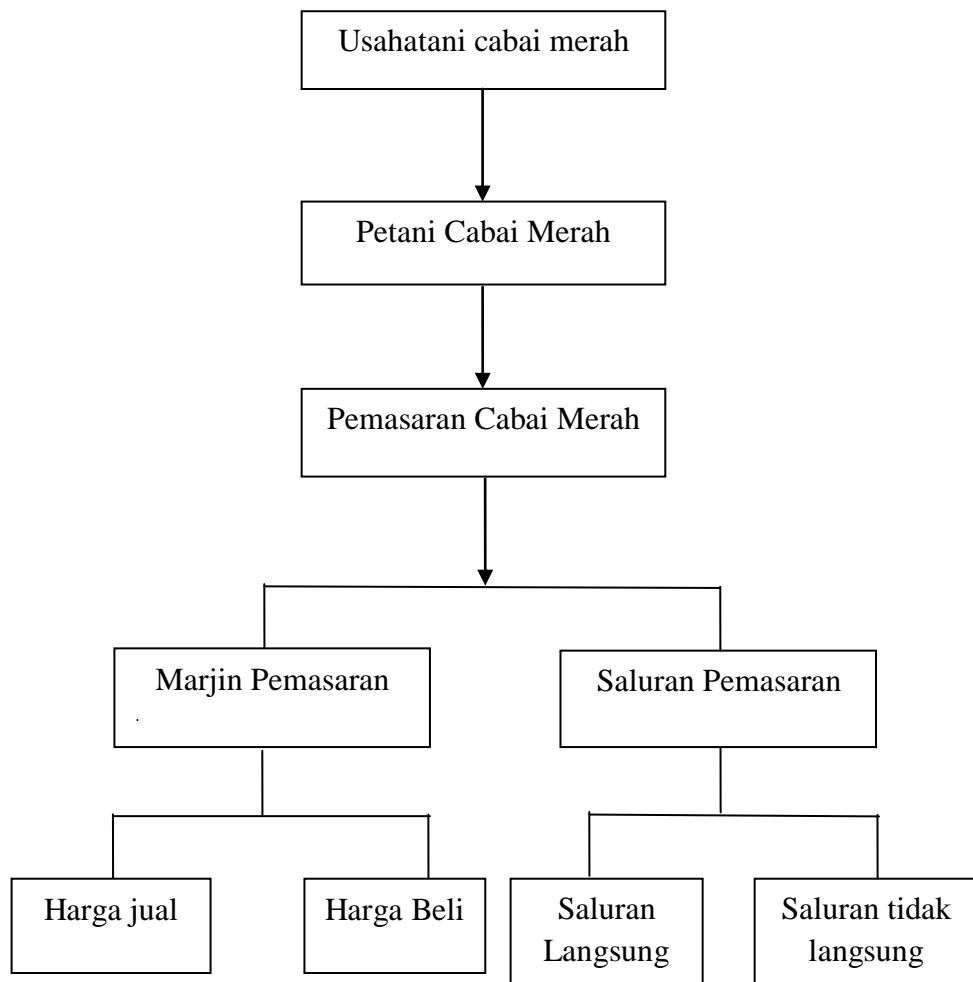 Usahatani cabai merah
Petani Cabai Merah
Pemasaran Cabai Merah
Marjin Pemasaran
.
Saluran Pemasaran
Harga jual
Harga Beli
Saluran
Langsung
Saluran tidak
langsung